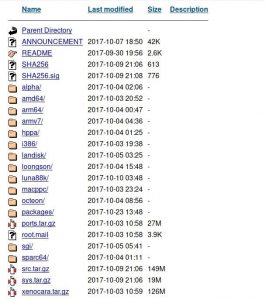 Name Last modified Size Description
Parent Directory -
ANNOUNCEMENT 2017-10-07 18:50 42K
README 2017-09-30 19:56 2.6K
SHA256 2017-10-09 21:06 613
SHA256.sig 2017-10-09 21:08 776
alpha/ 2017-10-04 02:06 -
amd64/ 2017-10-03 20:52 -
arm64/ 2017-10-04 00:47 -
armv7/ 2017-10-04 04:36 -
hppa/ 2017-10-04 01:25 -
i386/ 2017-10-03 19:38 -
landisk/ 2017-10-05 03:25 -
loongson/ 2017-10-04 15:48 -
luna88k/ 2017-10-10 03:48 -
macppc/ 2017-10-03 23:24 -
octeon/ 2017-10-04 08:56 -
packages/ 2017-10-23 13:48 -
ports.tar.gz 2017-10-03 10:58 27M
root.mail 2017-10-03 10:58 3.9K
sgi/ 2017-10-05 05:41 -
sparc64/ 2017-10-04 01:11 -
src.tar.gz 2017-10-09 21:06 149M
sys.tar.gz 2017-10-09 21:06 19M
xenocara.tar.gz 2017-10-03 10:59 126M